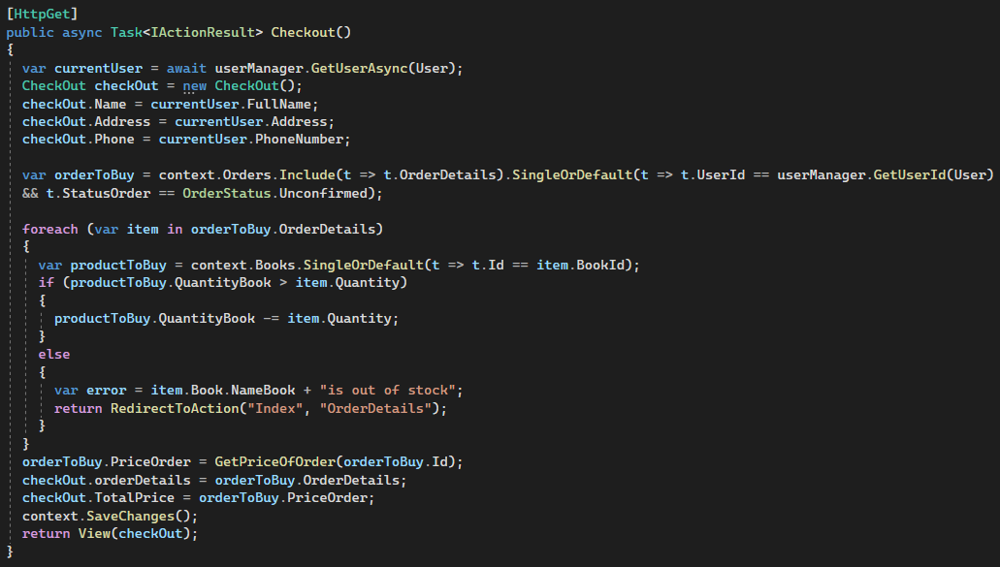 [HttpGet]
public async Task<IActionResult> Checkout()
{
var currentUser = await userManager.GetUserAsync(User);
CheckOut checkOut = new CheckOut();
checkOut.Name = currentUser.FullName;
checkOut.Address = currentUser.Address;
checkOut.Phone = currentUser.PhoneNumber;
var orderToBuy = context.Orders.Include(t => t.OrderDetails).SingleOrDefault(t => t.UserId == userManager.GetUserId(User)
&& t.StatusOrder == OrderStatus.Unconfirmed);
foreach (var item in orderToBuy.OrderDetails)
{
var productToBuy = context.Books.SingleOrDefault(t => t.Id == item.BookId);
if (productToBuy.QuantityBook > item.Quantity)
{
productToBuy.QuantityBook -= item.Quantity;
}
else
{
var error = item.Book.NameBook + "is out of stock";
return RedirectToAction("Index", "OrderDetails");
}
}
orderToBuy.PriceOrder = GetPriceOfOrder(orderToBuy.Id);
checkOut.orderDetails = orderToBuy.OrderDetails;
checkOut.TotalPrice = orderToBuy.PriceOrder;
context.SaveChanges();
return View(checkOut);
}